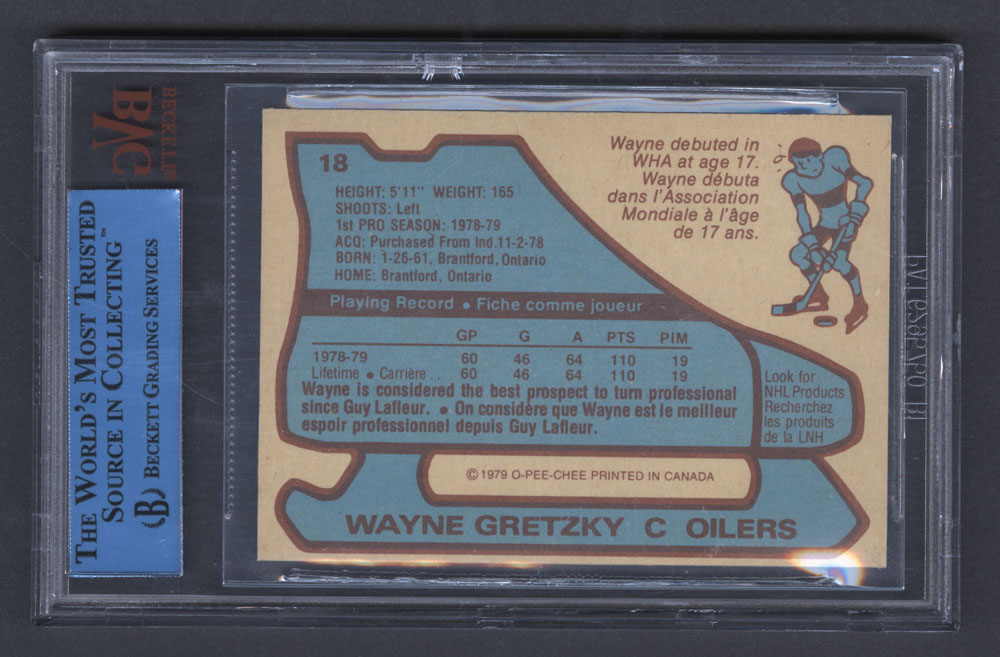 BECKETT
BVG
THE WORLD'S MOST TRUSTED
SOURCE IN COLLECTING™
(B) BECKETT GRADING SERVICES
18
HEIGHT: 5'11" WEIGHT: 165
SHOOTS: Left
1st PRO SEASON: 1978-79
ACQ: Purchased From Ind.11-2-78
BORN: 1-26-61, Brantford, Ontario
HOME: Brantford, Ontario
Wayne debuted in
WHA at age 17.
Wayne débuta
dans l'Association
Mondiale à l'âge
de 17 ans.
Playing Record • Fiche comme joueur
GP G A PTS PIM
1978-79 60 46 64 110 19
Lifetime • Carrière .. 60 46 64 110 19
Wayne is considered the best prospect to turn professional
since Guy Lafleur. • On considère que Wayne est le meilleur
espoir professionnel depuis Guy Lafleur.
Look for
NHL Products
Recherchez
les produits
de la LNH
© 1979 O-PEE-CHEE PRINTED IN CANADA
WAYNE GRETZKY C OILERS